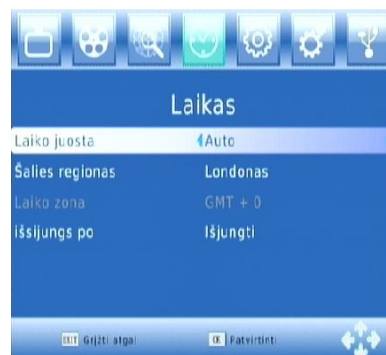 Laikas
Laiko juosta Auto
Šalies regionas Londonas
Laiko zona GMT + 0
išsijungs po Išjungti
EXIT Grįžti atgal OK Patvirtinti